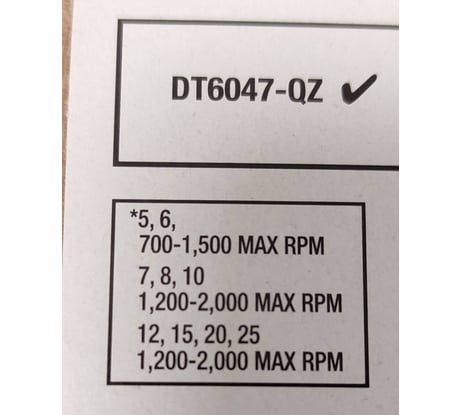 DT6047-QZ ✔
*5, 6,
700-1,500 MAX RPM
7, 8, 10
1,200-2,000 MAX RPM
12, 15, 20, 25
1,200-2,000 MAX RPM